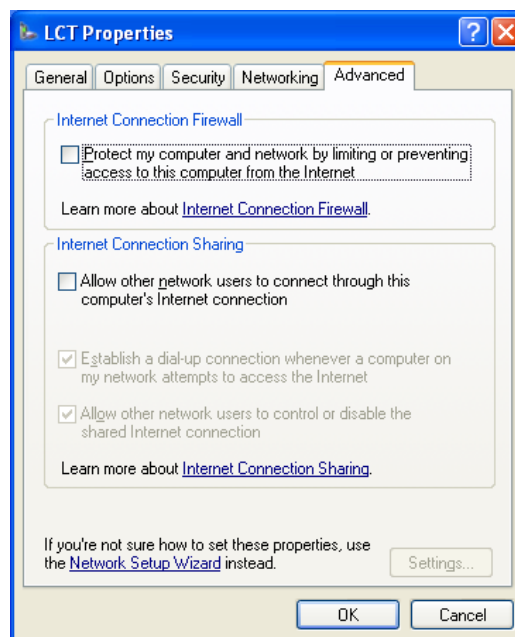 LCT Properties
General Options Security Networking Advanced
Internet Connection Firewall
Protect my computer and network by limiting or preventing
access to this computer from the Internet
Learn more about Internet Connection Firewall.
Internet Connection Sharing
Allow other network users to connect through this
computer's Internet connection
Establish a dial-up connection whenever a computer on
my network attempts to access the Internet
Allow other network users to control or disable the
shared Internet connection
Learn more about Internet Connection Sharing.
If you're not sure how to set these properties, use
the Network Setup Wizard instead.
Settings...
OK Cancel